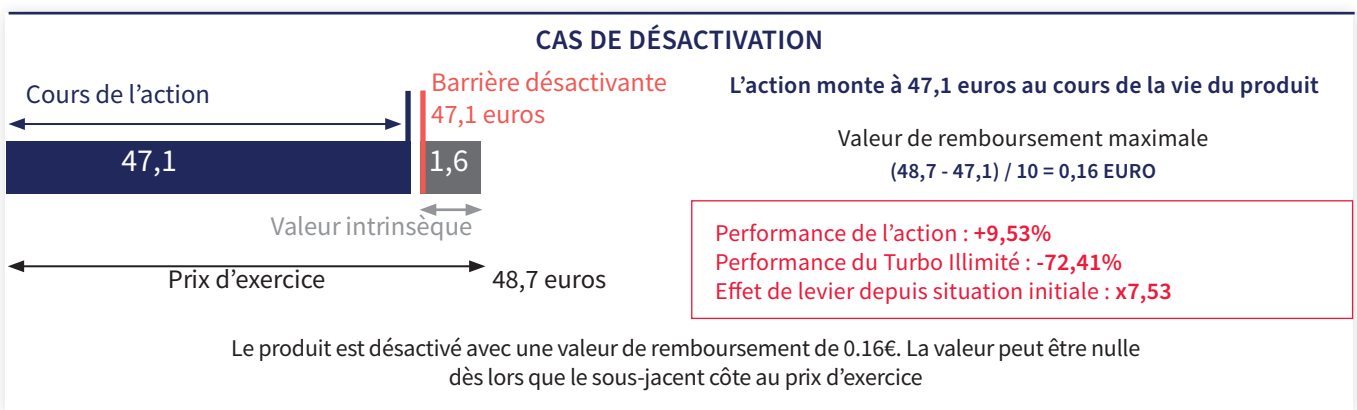 CAS DE DÉSACTIVATION
Cours de l’action
Barrière désactivante
47,1 euros
47,1
1,6
Valeur intrinsèque
Prix d’exercice
48,7 euros
L’action monte à 47,1 euros au cours de la vie du produit
Valeur de remboursement maximale
(48,7 - 47,1) / 10 = 0,16 EURO
Performance de l’action : +9,53%
Performance du Turbo Illimité : -72,41%
Effet de levier depuis situation initiale : x7,53
Le produit est désactivé avec une valeur de remboursement de 0.16€. La valeur peut être nulle
dès lors que le sous-jacent côte au prix d’exercice